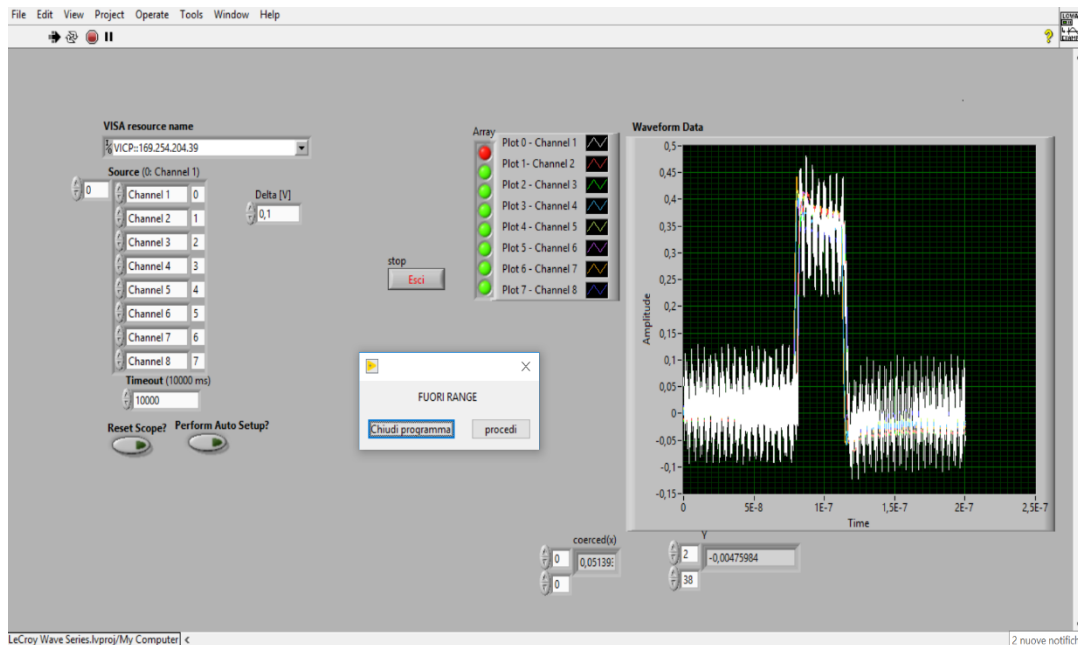 File Edit View Project Operate Tools Window Help
VISA resource name
VICP::169.254.204.39
Source (0: Channel 1)
0
Channel 1 0
Channel 2 1
Channel 3 2
Channel 4 3
Channel 5 4
Channel 6 5
Channel 7 6
Channel 8 7
Delta [V]
0,1
Timeout (10000 ms)
10000
Reset Scope? Perform Auto Setup?
stop
Esci
Array
Plot 0 - Channel 1
Plot 1- Channel 2
Plot 2 - Channel 3
Plot 3 - Channel 4
Plot 4 - Channel 5
Plot 5 - Channel 6
Plot 6 - Channel 7
Plot 7 - Channel 8
FUORI RANGE
Chiudi programma procedi
Waveform Data
Amplitude
0,5-
0,45-
0,4-
0,35-
0,3-
0,25-
0,2-
0,15-
0,1-
0,05-
0-
-0,05-
-0,1-
-0,15-
0 5E-8 1E-7 1,5E-7 2E-7 2,5E-7
Time
coerced(x)
0 0,05139
0
Y
2 -0,00475984
38
LeCroy Wave Series.lvproj/My Computer <
2 nuove notifich